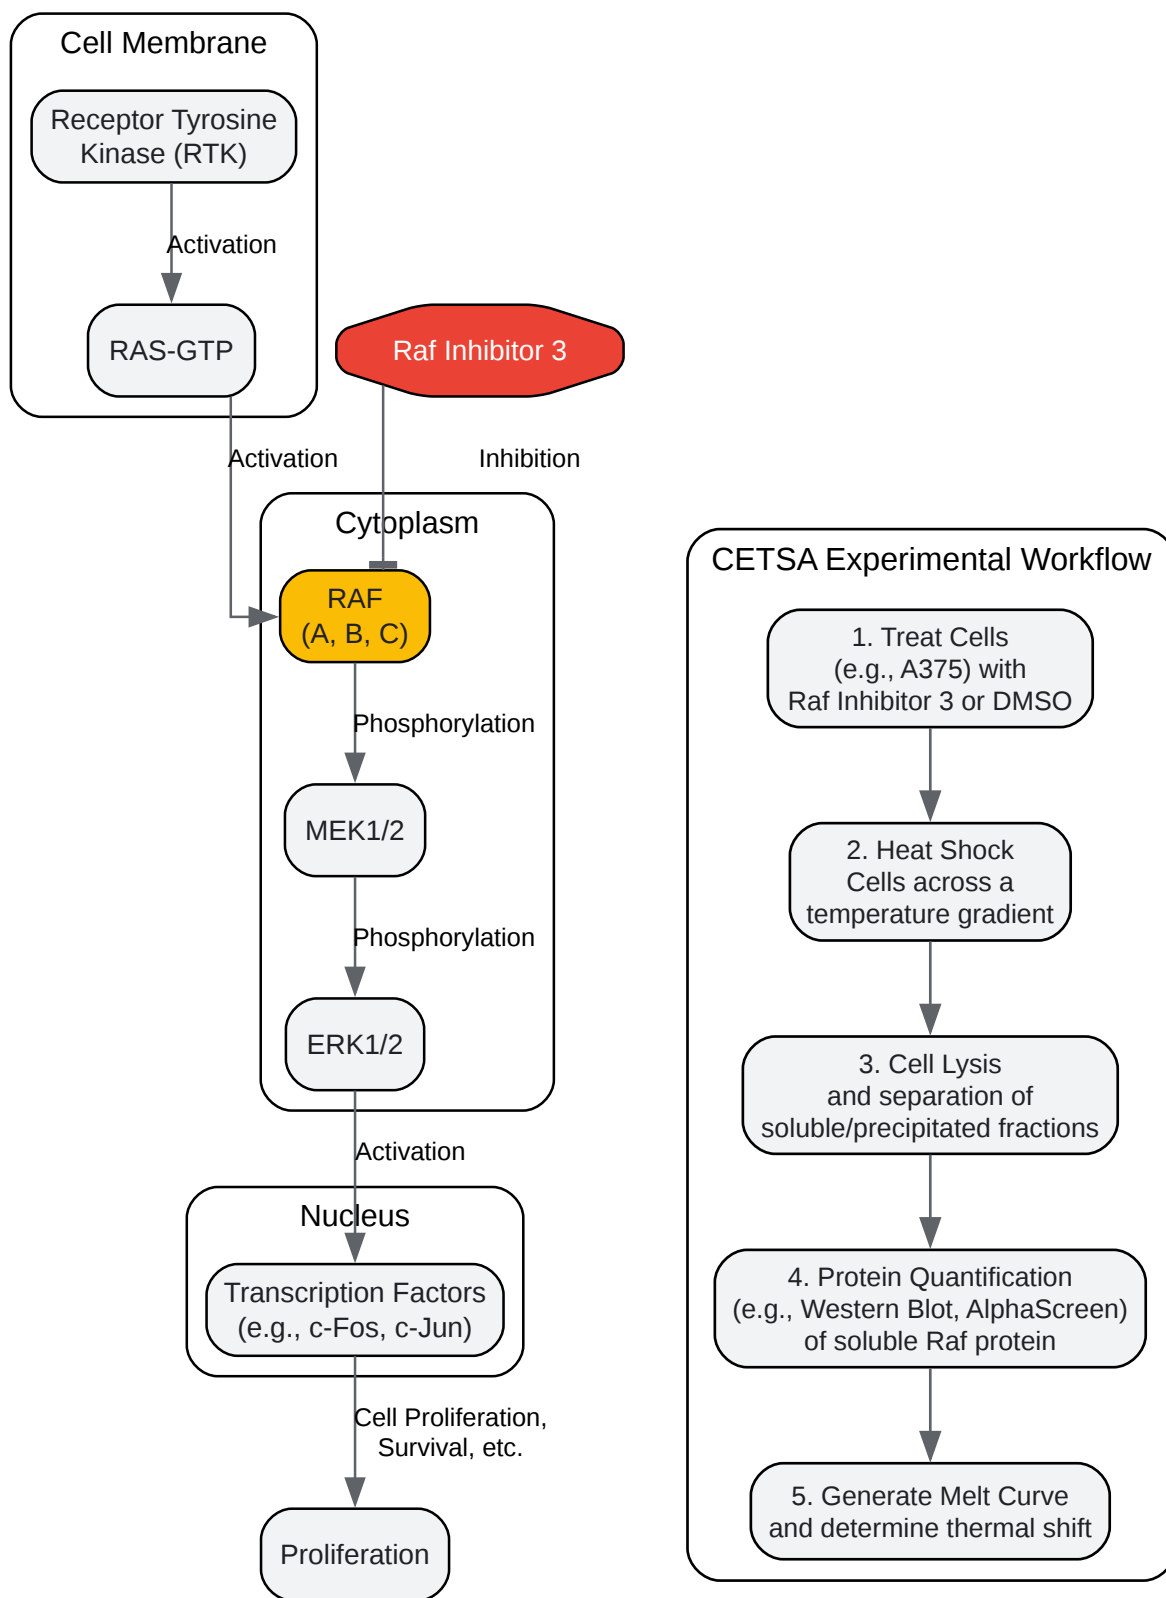 Cell Membrane
Receptor Tyrosine
Kinase (RTK)
Activation
RAS-GTP
Raf Inhibitor 3
Activation
Inhibition
Cytoplasm
RAF
(A, B, C)
Phosphorylation
MEK1/2
Phosphorylation
ERK1/2
Activation
Nucleus
Transcription Factors
(e.g., c-Fos, c-Jun)
Cell Proliferation,
Survival, etc.
Proliferation
CETSA Experimental Workflow
1. Treat Cells
(e.g., A375) with
Raf Inhibitor 3 or DMSO
2. Heat Shock
Cells across a
temperature gradient
3. Cell Lysis
and separation of
soluble/precipitated fractions
4. Protein Quantification
(e.g., Western Blot, AlphaScreen)
of soluble Raf protein
5. Generate Melt Curve
and determine thermal shift